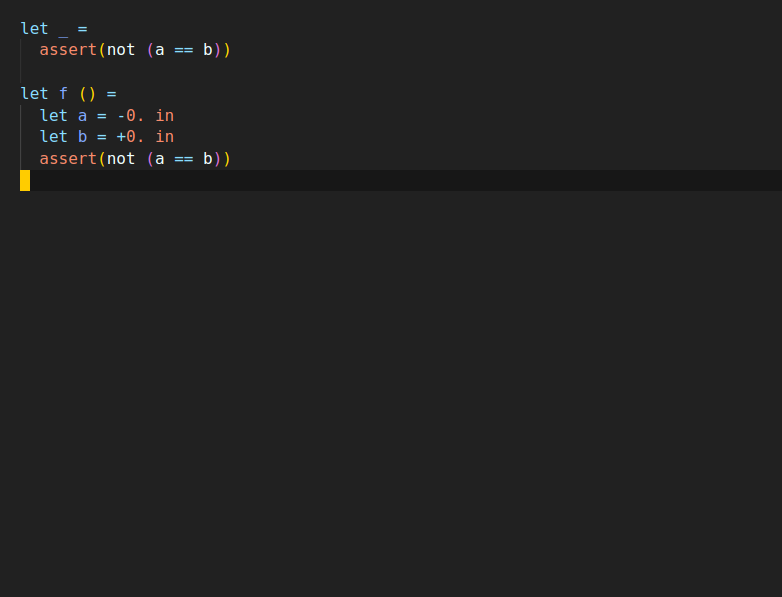 let _ =
  assert(not (a == b))

let f () =
  let a = -0. in
  let b = +0. in
  assert(not (a == b))